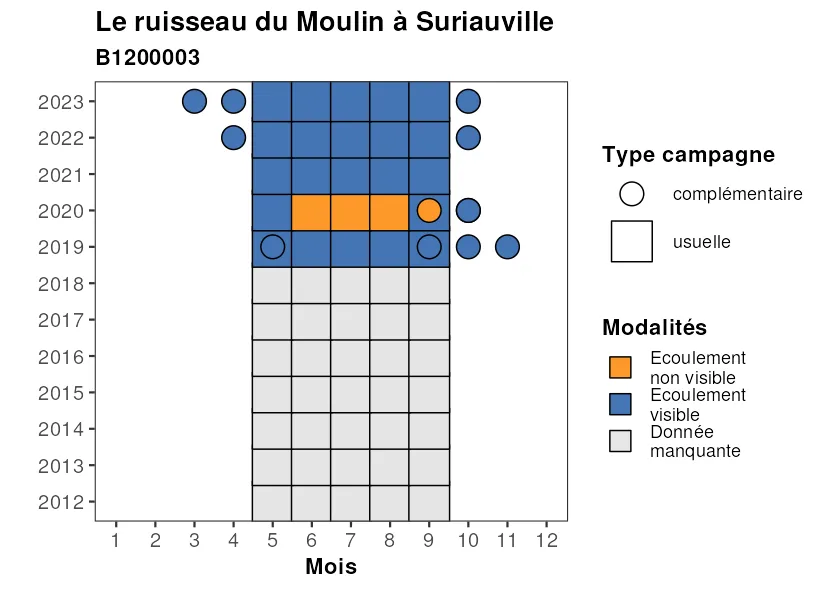 Le ruisseau du Moulin à Suriauville
B1200003
2023
2022
2021
2020
2019
2018
2017
2016
2015
2014
2013
2012
1 2 3 4 5 6 7 8 9 10 11 12
Mois
Type campagne
complémentaire
usuelle
Modalités
Ecoulement
non visible
Ecoulement
visible
Donnée
manquante